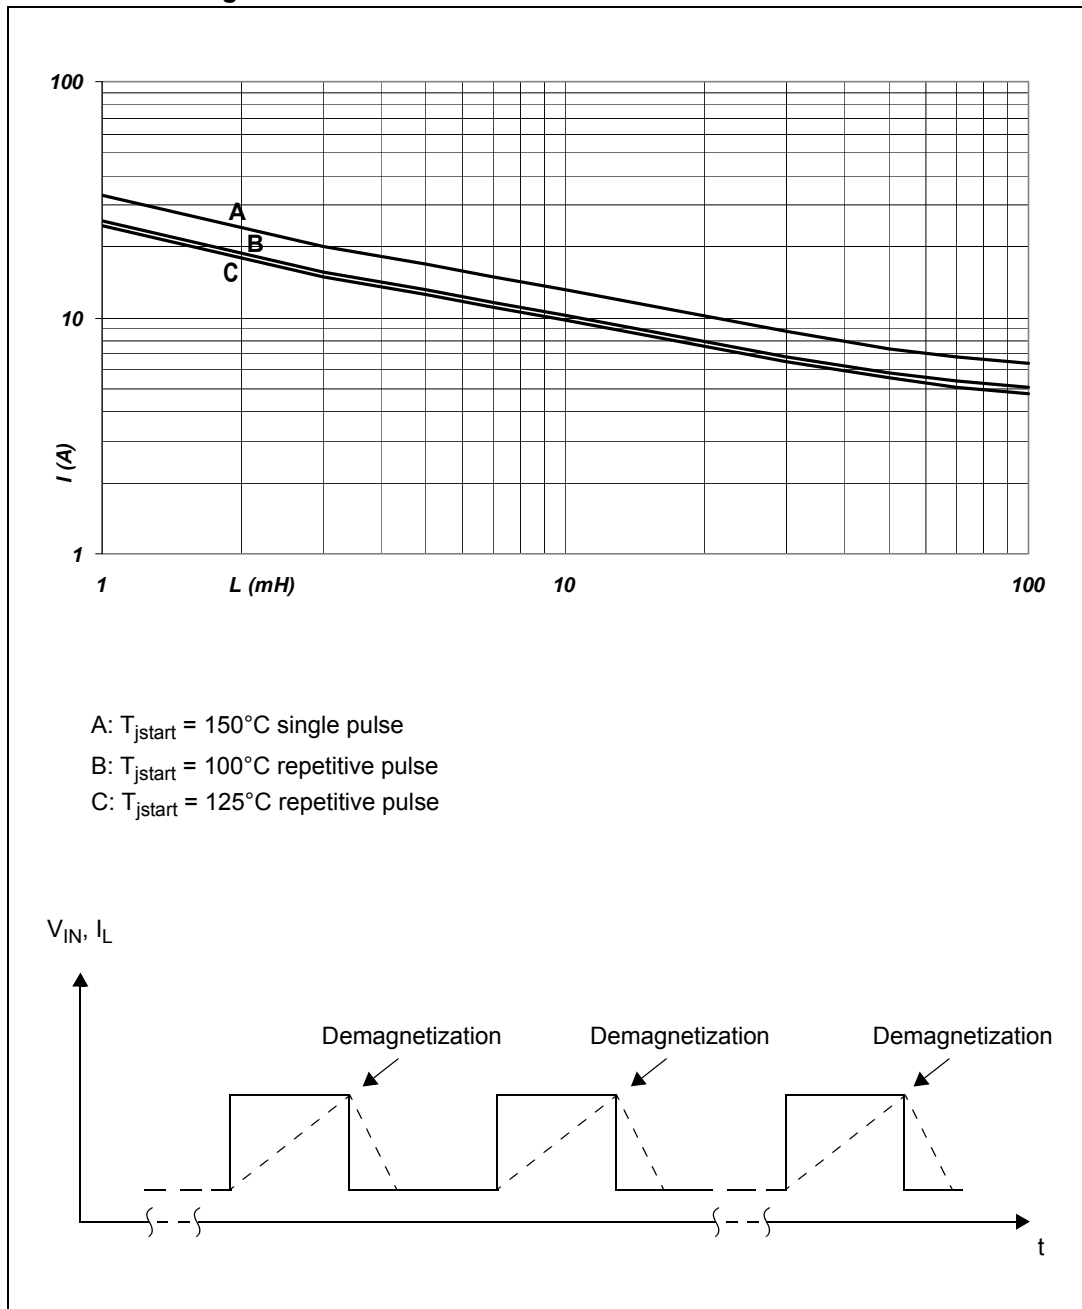 100
A
B
C
10
I (A)
1
1 L (mH) 10 100
A: Tjstart = 150°C single pulse
B: Tjstart = 100°C repetitive pulse
C: Tjstart = 125°C repetitive pulse
VIN, IL
Demagnetization Demagnetization Demagnetization
t